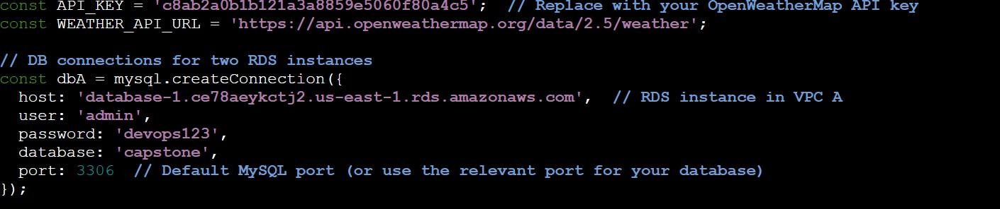 const API_KEY = 'c8ab2a0b1b121a3a8859e5060f80a4c5';  // Replace with your OpenWeatherMap API key
const WEATHER_API_URL = 'https://api.openweathermap.org/data/2.5/weather';
// DB connections for two RDS instances
const dbA = mysql.createConnection({
  host: 'database-1.ce78aeykctj2.us-east-1.rds.amazonaws.com',  // RDS instance in VPC A
  user: 'admin',
  password: 'devops123',
  database: 'capstone',
  port: 3306  // Default MySQL port (or use the relevant port for your database)
});